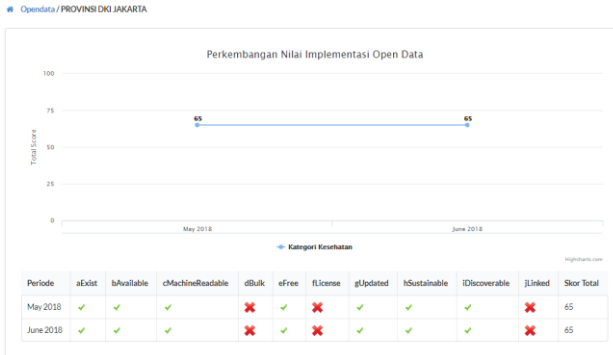 Opendata / PROVINSI DKI JAKARTA
Perkembangan Nilai Implementasi Open Data
100
75
50
25
0
Total Score
65 65
May 2018 June 2018
Kategori Kesehatan
Highcharts.com
Periode aExist bAvailable cMachineReadable dBulk eFree fLicense gUpdated hSustainable iDiscoverable jLinked Skor Total
May 2018 65
June 2018 65